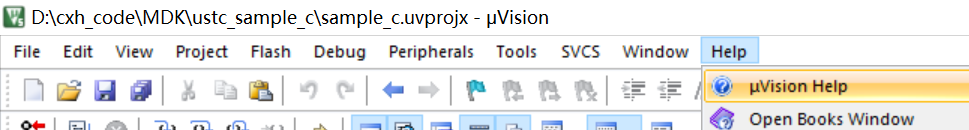 D:\cxh_code\MDK\ustc_sample_c\sample_c.uvprojx - µVision
File Edit View Project Flash Debug Peripherals Tools SVCS Window Help
µVision Help
Open Books Window